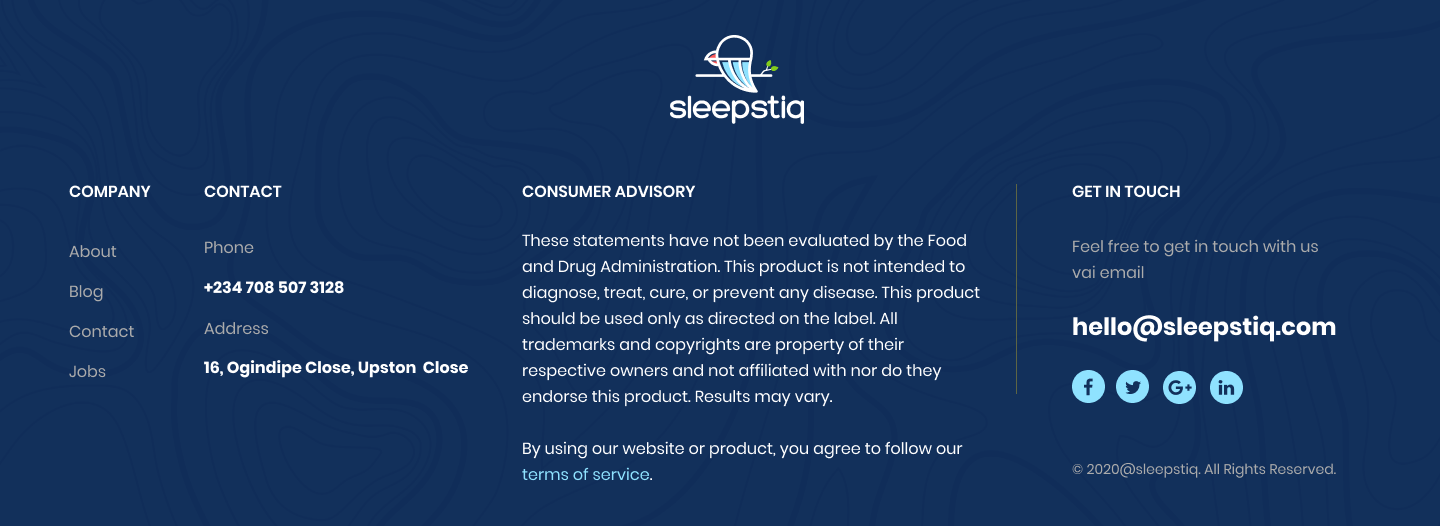 sleepstiq
COMPANY
About
Blog
Contact
Jobs
CONTACT
Phone
+234 708 507 3128
Address
16, Ogindipe Close, Upston Close
CONSUMER ADVISORY
These statements have not been evaluated by the Food
and Drug Administration. This product is not intended to
diagnose, treat, cure, or prevent any disease. This product
should be used only as directed on the label. All
trademarks and copyrights are property of their
respective owners and not affiliated with nor do they
endorse this product. Results may vary.
By using our website or product, you agree to follow our
terms of service.
GET IN TOUCH
Feel free to get in touch with us
vai email
hello@sleepstiq.com
f G+ in
© 2020@sleepstiq. All Rights Reserved.